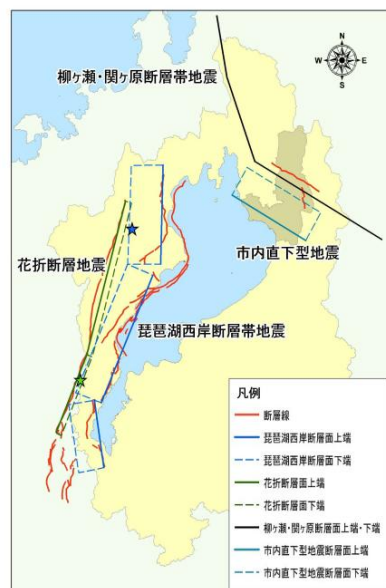 N
W E
S
柳ヶ瀬・関ヶ原断層帯地震
花折断層地震
市内直下型地震
琵琶湖西岸断層帯地震
凡例
断層線
琵琶湖西岸断層面上端
琵琶湖西岸断層面下端
花折断層面上端
花折断層面下端
柳ヶ瀬・関ヶ原断層面上端・下端
市内直下型地震断層面上端
市内直下型地震断層面下端